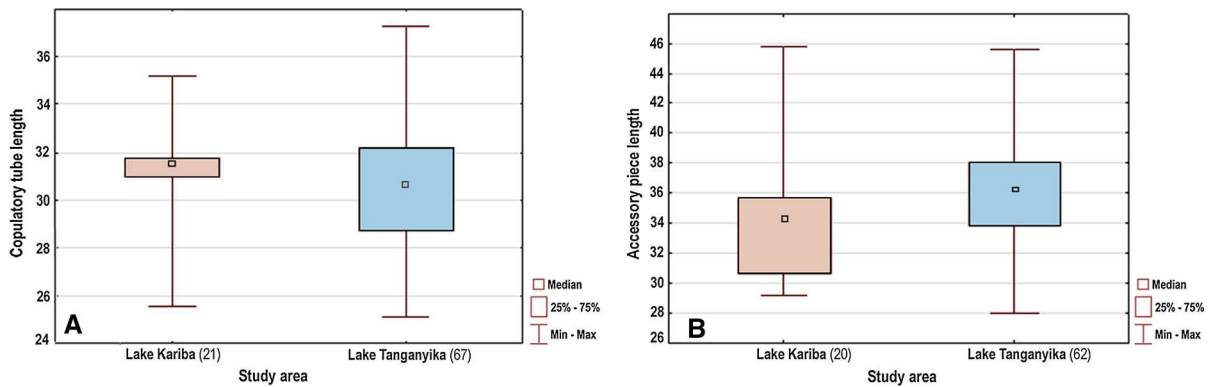 Copulatory tube length
36
34
32
30
28
26
24
A
Lake Kariba (21)
Lake Tanganyika (67)
Study area
Median
25% - 75%
Min - Max
Accessory piece length
46
44
42
40
38
36
34
32
30
28
26
B
Lake Kariba (20)
Lake Tanganyika (62)
Study area
Median
25% - 75%
Min - Max